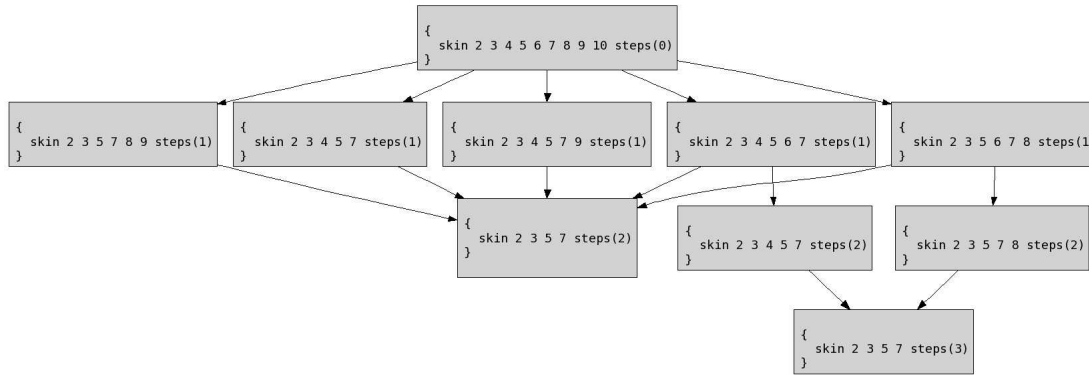 {
skin 2 3 4 5 6 7 8 9 10 steps(0)
}
{
skin 2 3 5 7 8 9 steps(1)
}
{
skin 2 3 4 5 7 steps(1)
}
{
skin 2 3 4 5 7 9 steps(1)
}
{
skin 2 3 4 5 6 7 steps(1)
}
{
skin 2 3 5 6 7 8 steps(1
}
{
skin 2 3 5 7 steps(2)
}
{
skin 2 3 4 5 7 steps(2)
}
{
skin 2 3 5 7 8 steps(2)
}
{
skin 2 3 5 7 steps(3)
}